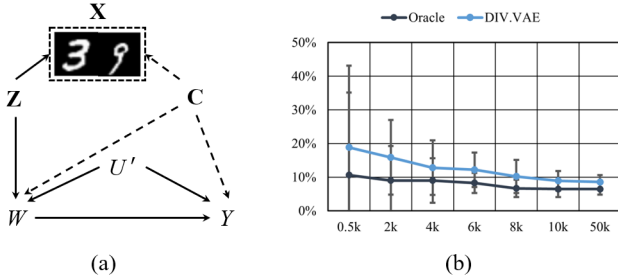 X
3 9
Z
C
U′
W
Y
(a)
Oracle DIV.VAE
50%
40%
30%
20%
10%
0%
0.5k 2k 4k 6k 8k 10k 50k
(b)